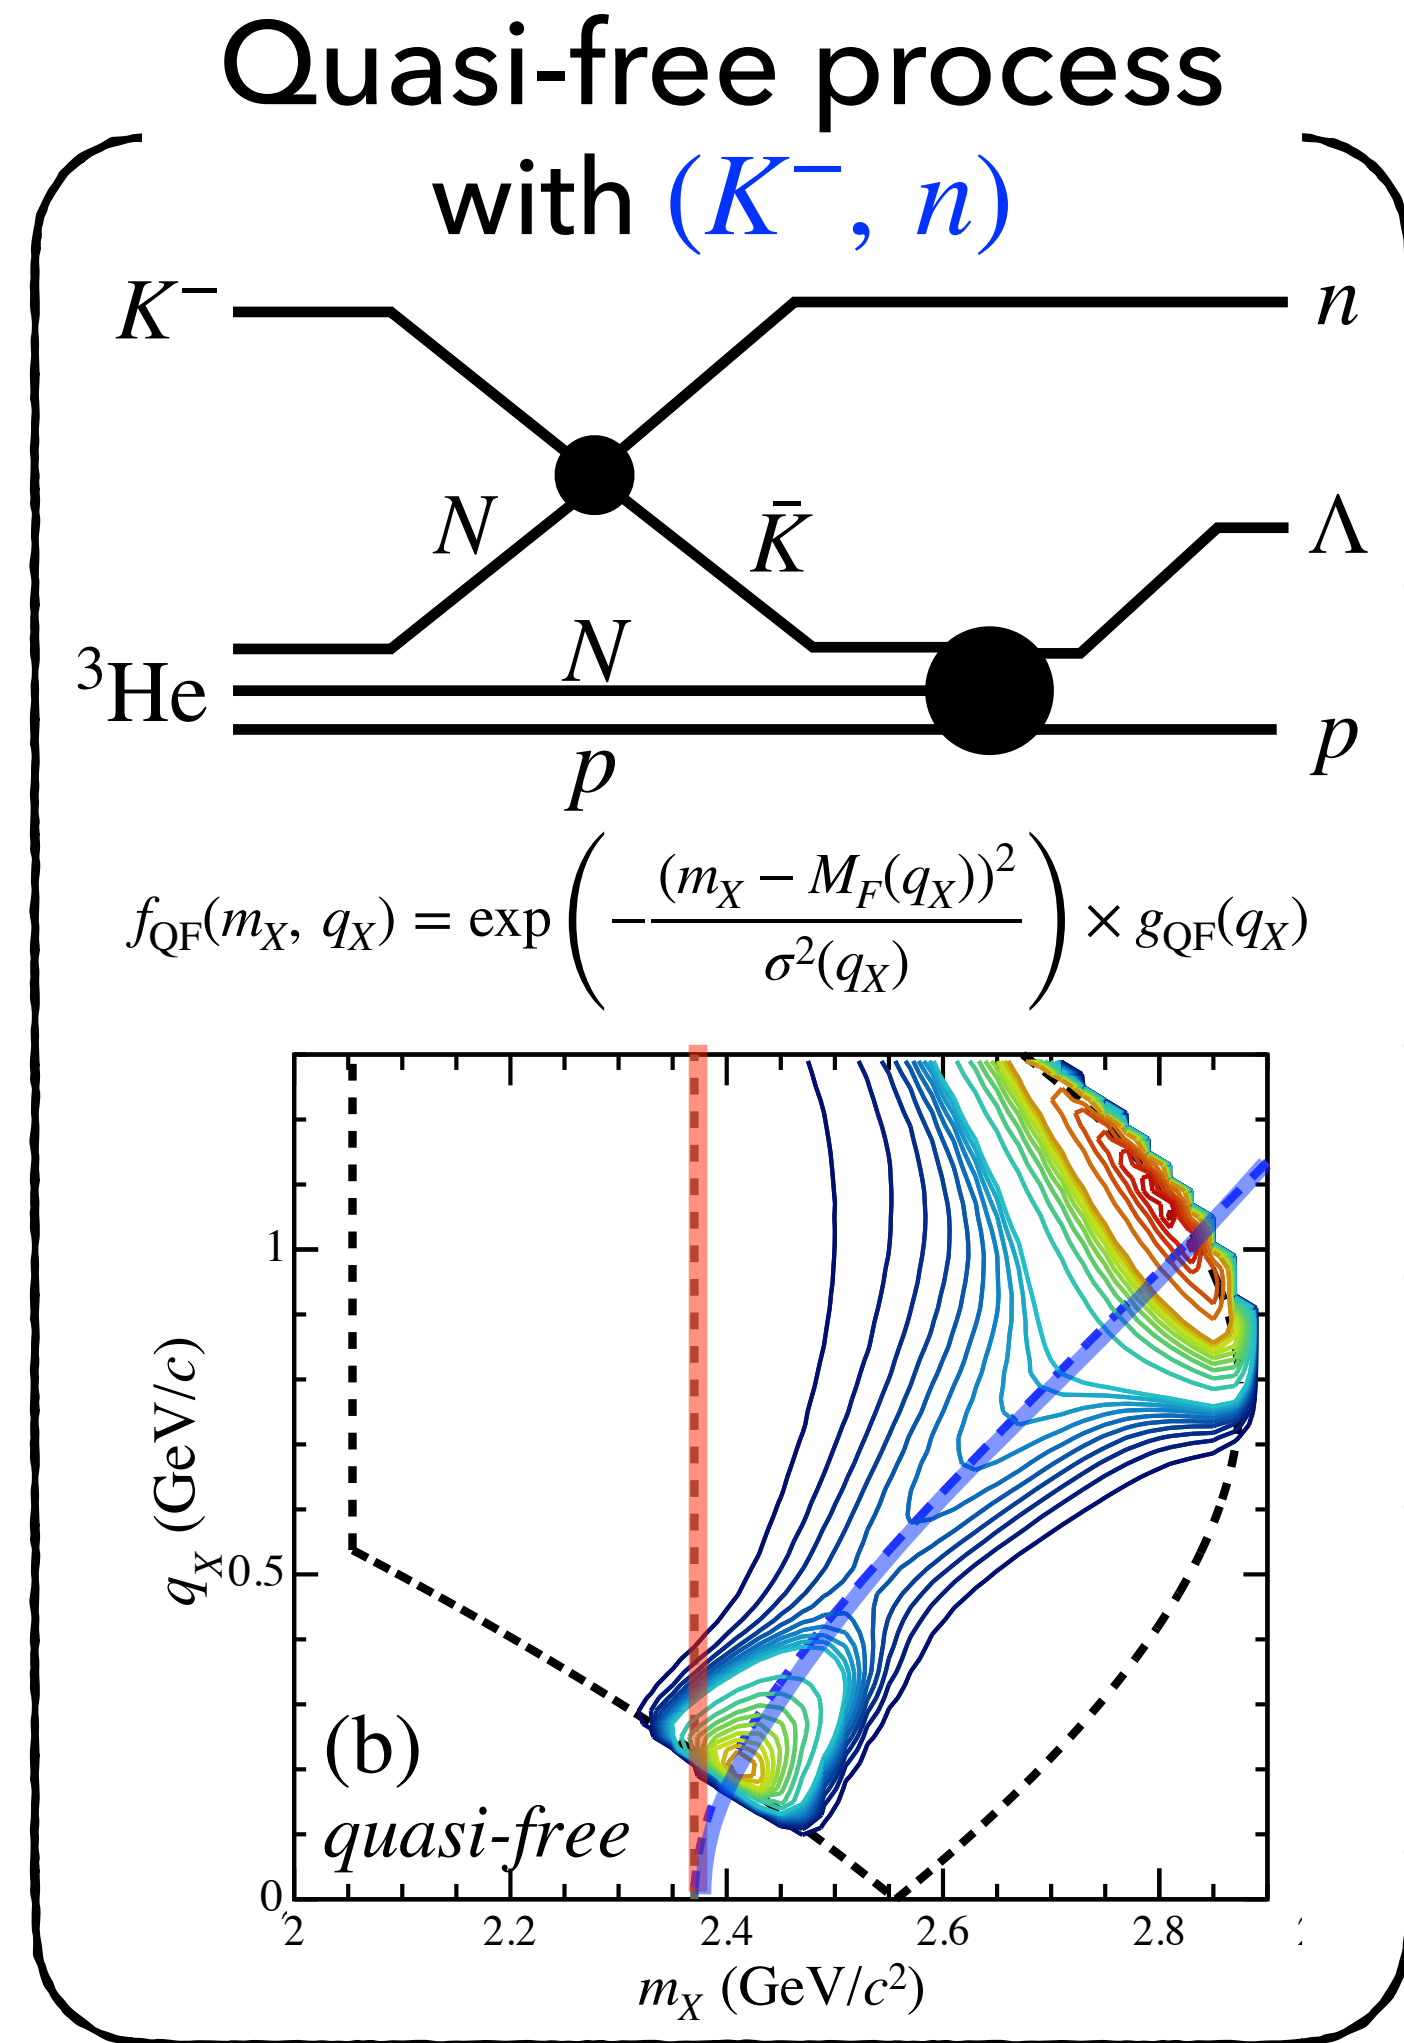 Quasi-free process
with (K⁻, n)
K⁻
n
N
K̄
Λ
³He
N
p
p
f_QF(m_X, q_X) = exp(−(m_X − M_F(q_X))²/σ²(q_X)) × g_QF(q_X)
1
0.5
0
q_X (GeV/c)
(b)
quasi-free
2
2.2
2.4
2.6
2.8
m_X (GeV/c²)